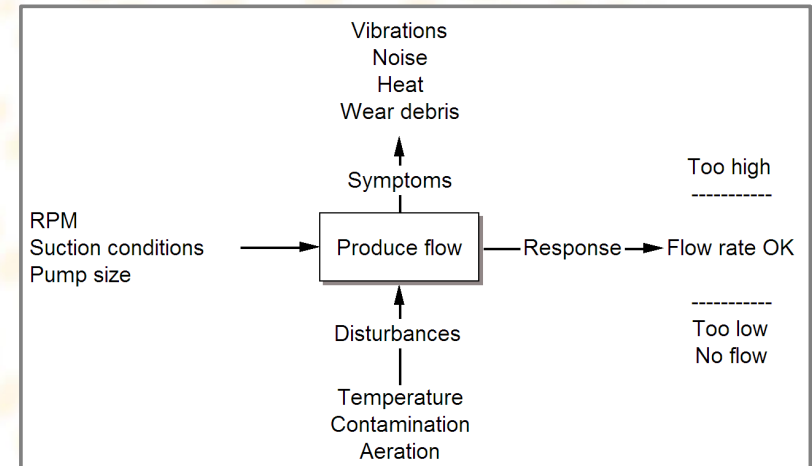 Vibrations
Noise
Heat
Wear debris
Symptoms
Too high
-----------
RPM
Suction conditions
Pump size
Produce flow
Response
Flow rate OK
-----------
Too low
No flow
Disturbances
Temperature
Contamination
Aeration